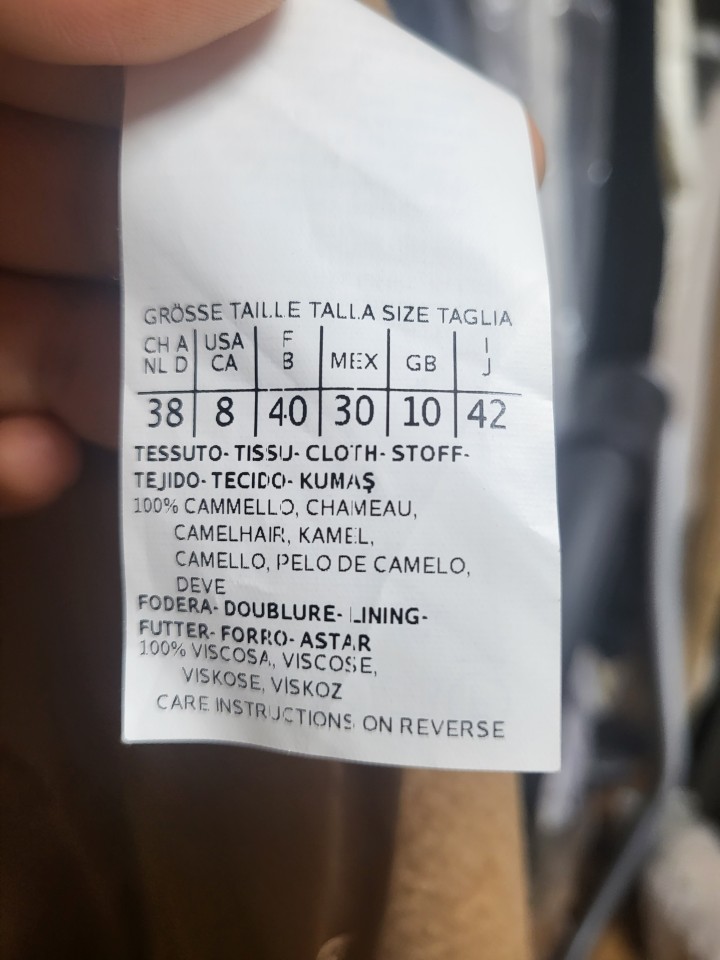 GRÖSSE TAILLE TALLA SIZE TAGLIA
CH A NL D | USA CA | F B | MEX | GB | I J
38 | 8 | 40 | 30 | 10 | 42
TESSUTO- TISSU- CLOTH- STOFF-
TEJIDO- TECIDO- KUMAŞ
100% CAMMELLO, CHAMEAU,
CAMELHAIR, KAMEL,
CAMELLO, PELO DE CAMELO,
DEVE
FODERA- DOUBLURE- LINING-
FUTTER- FORRO- ASTAR
100% VISCOSA, VISCOSE,
VISKOSE, VİSKOZ
CARE INSTRUCTIONS ON REVERSE